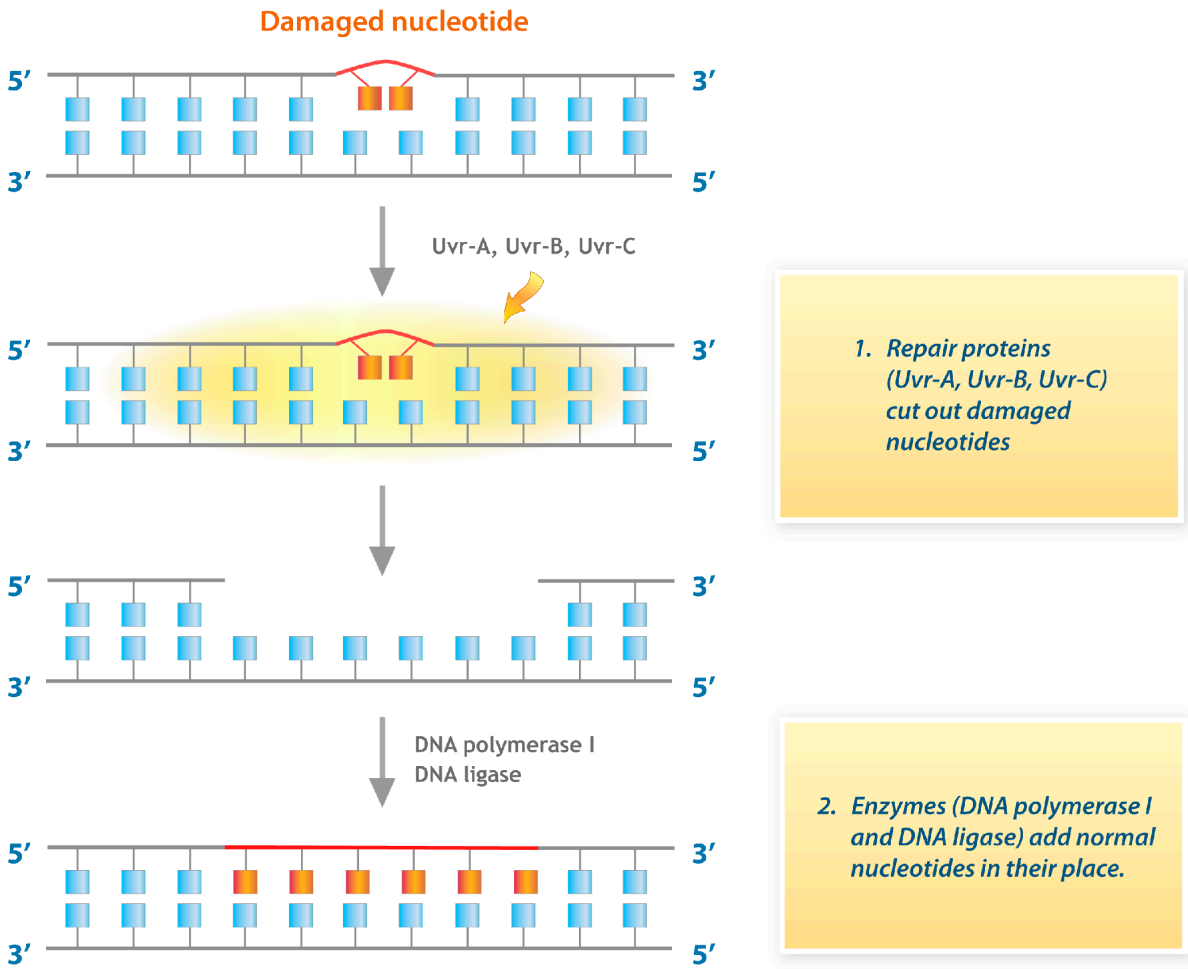 Damaged nucleotide
5’
3’
3’
5’
Uvr-A, Uvr-B, Uvr-C
5’
3’
3’
5’
1. Repair proteins
(Uvr-A, Uvr-B, Uvr-C)
cut out damaged
nucleotides
5’
3’
3’
5’
DNA polymerase I
DNA ligase
2. Enzymes (DNA polymerase I
and DNA ligase) add normal
nucleotides in their place.
5’
3’
3’
5’